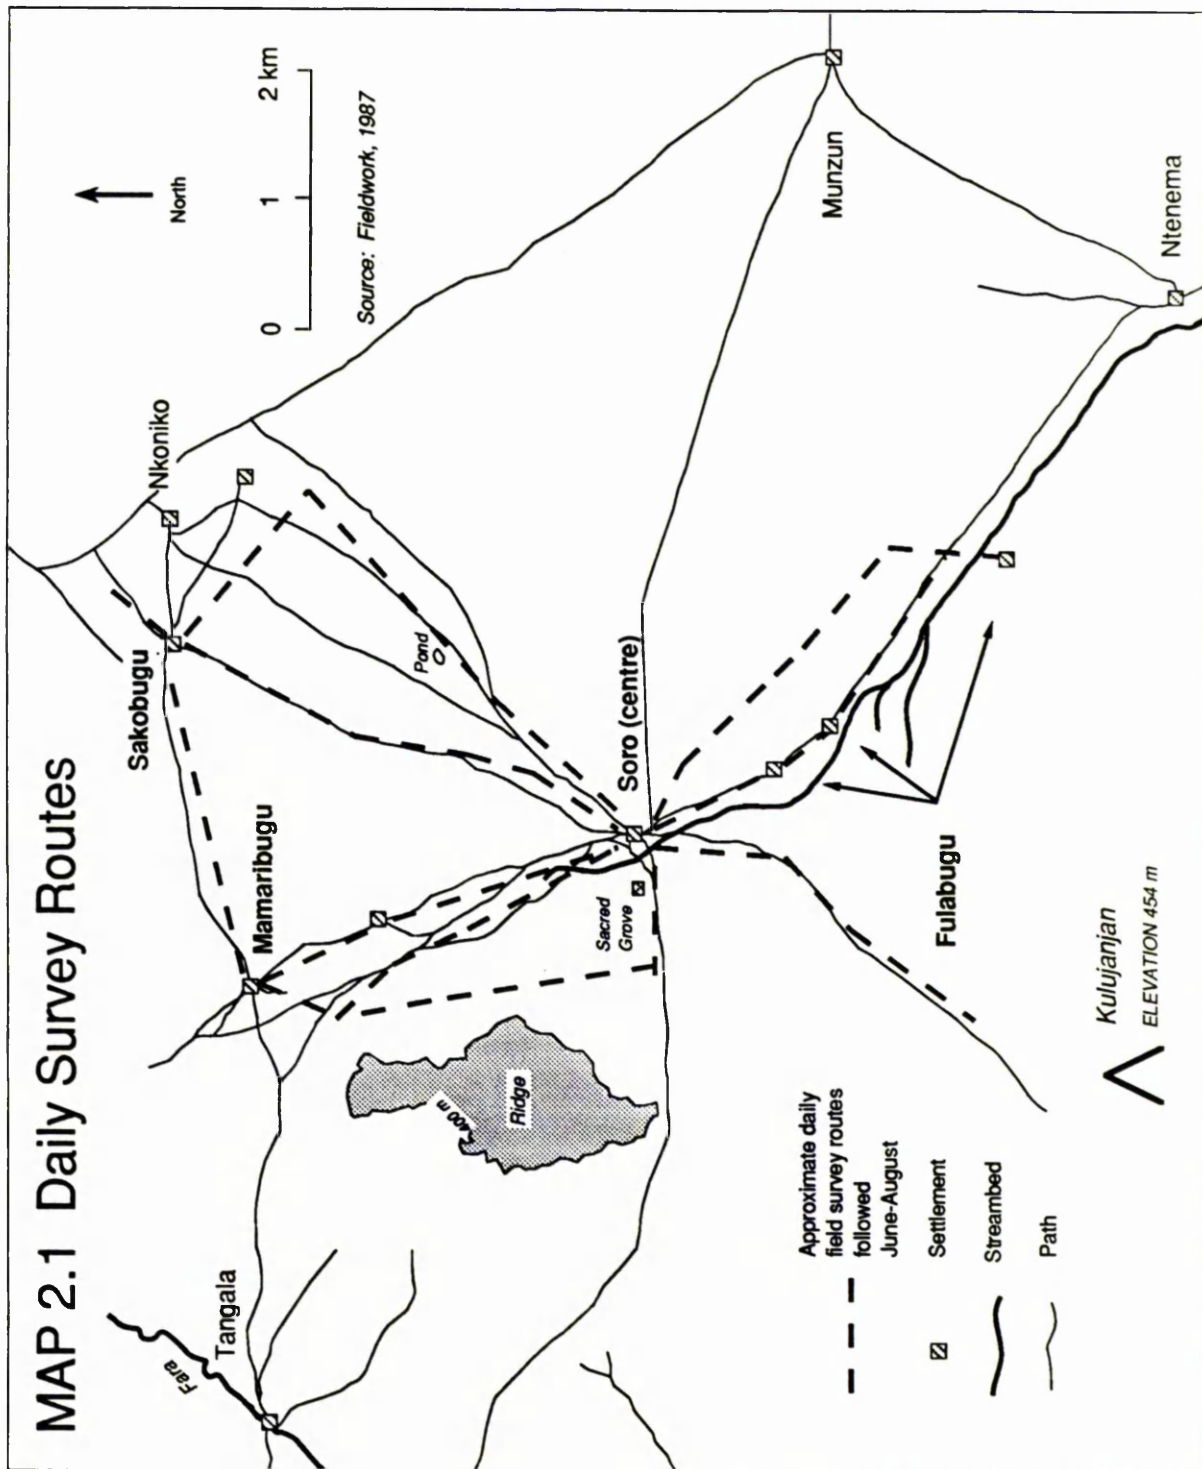 MAP 2.1 Daily Survey Routes
North
0 1 2 km
Source: Fieldwork, 1987
Fara
Tangala
Mamaribugu
Sakobugu
Nkoniko
Pond
400 m
Ridge
Sacred
Grove
Soro (centre)
Munzun
Fulabugu
Ntenema
Kulujanjan
ELEVATION 454 m
Approximate daily
field survey routes
followed
June-August
Settlement
Streambed
Path